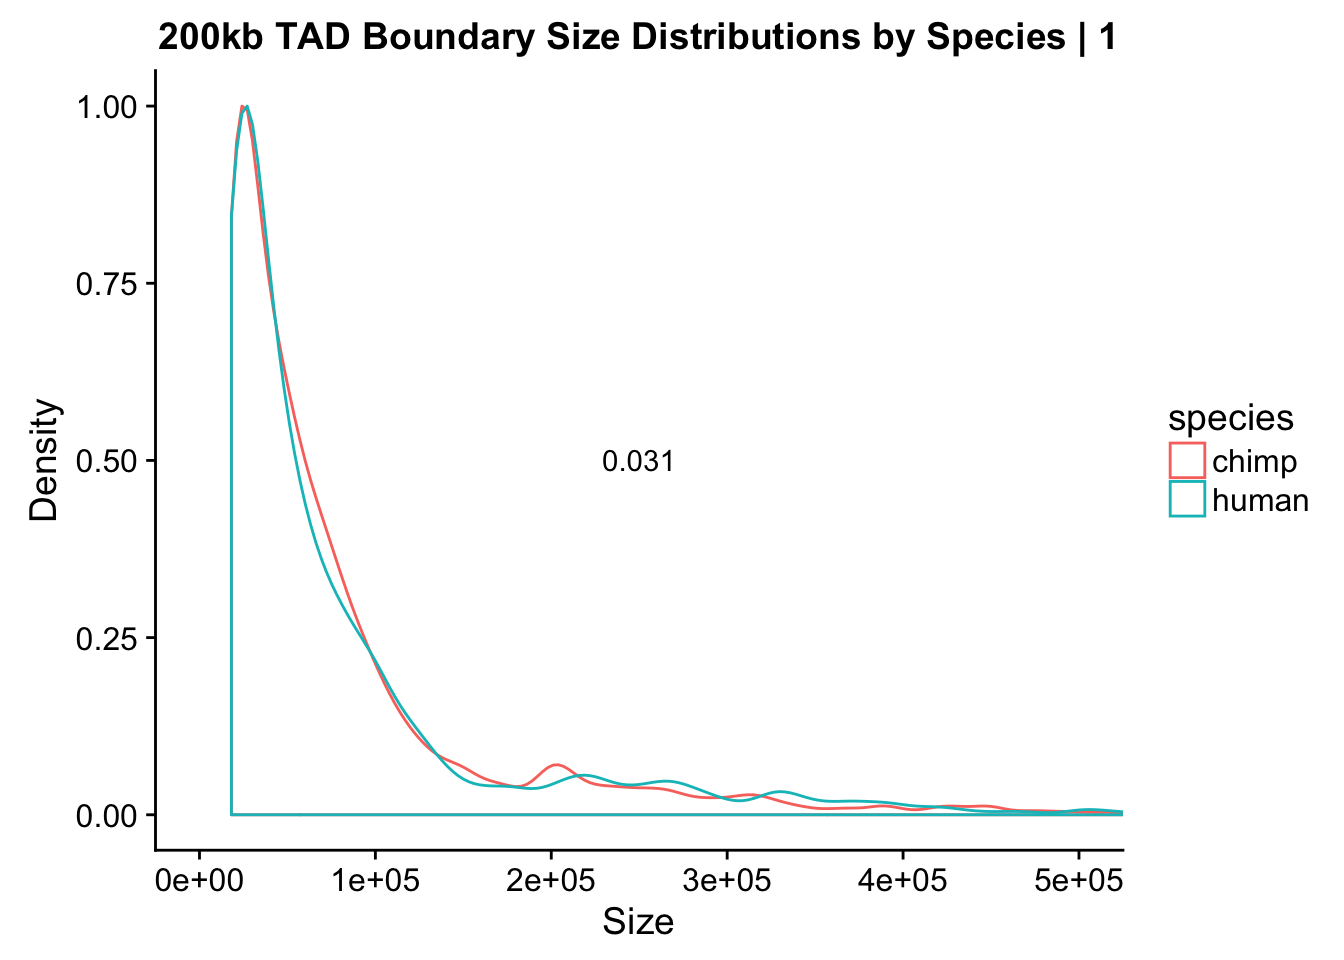 200kb TAD Boundary Size Distributions by Species | 1
1.00
0.75
0.50
0.25
0.00
Density
0.031
0e+00 1e+05 2e+05 3e+05 4e+05 5e+05
Size
species
chimp
human